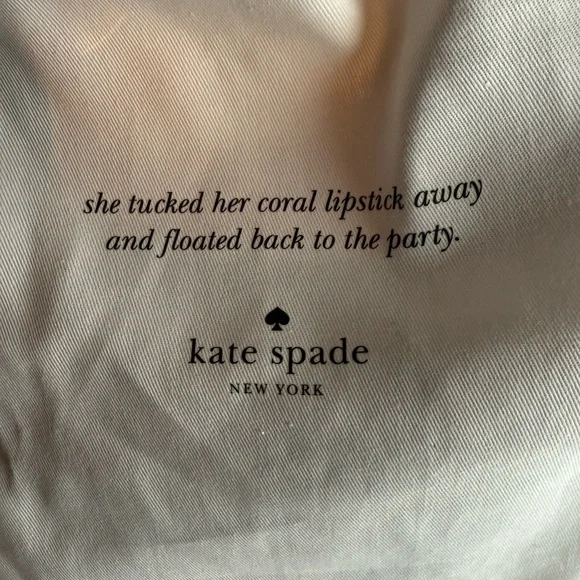 she tucked her coral lipstick away
and floated back to the party.
kate spade
NEW YORK